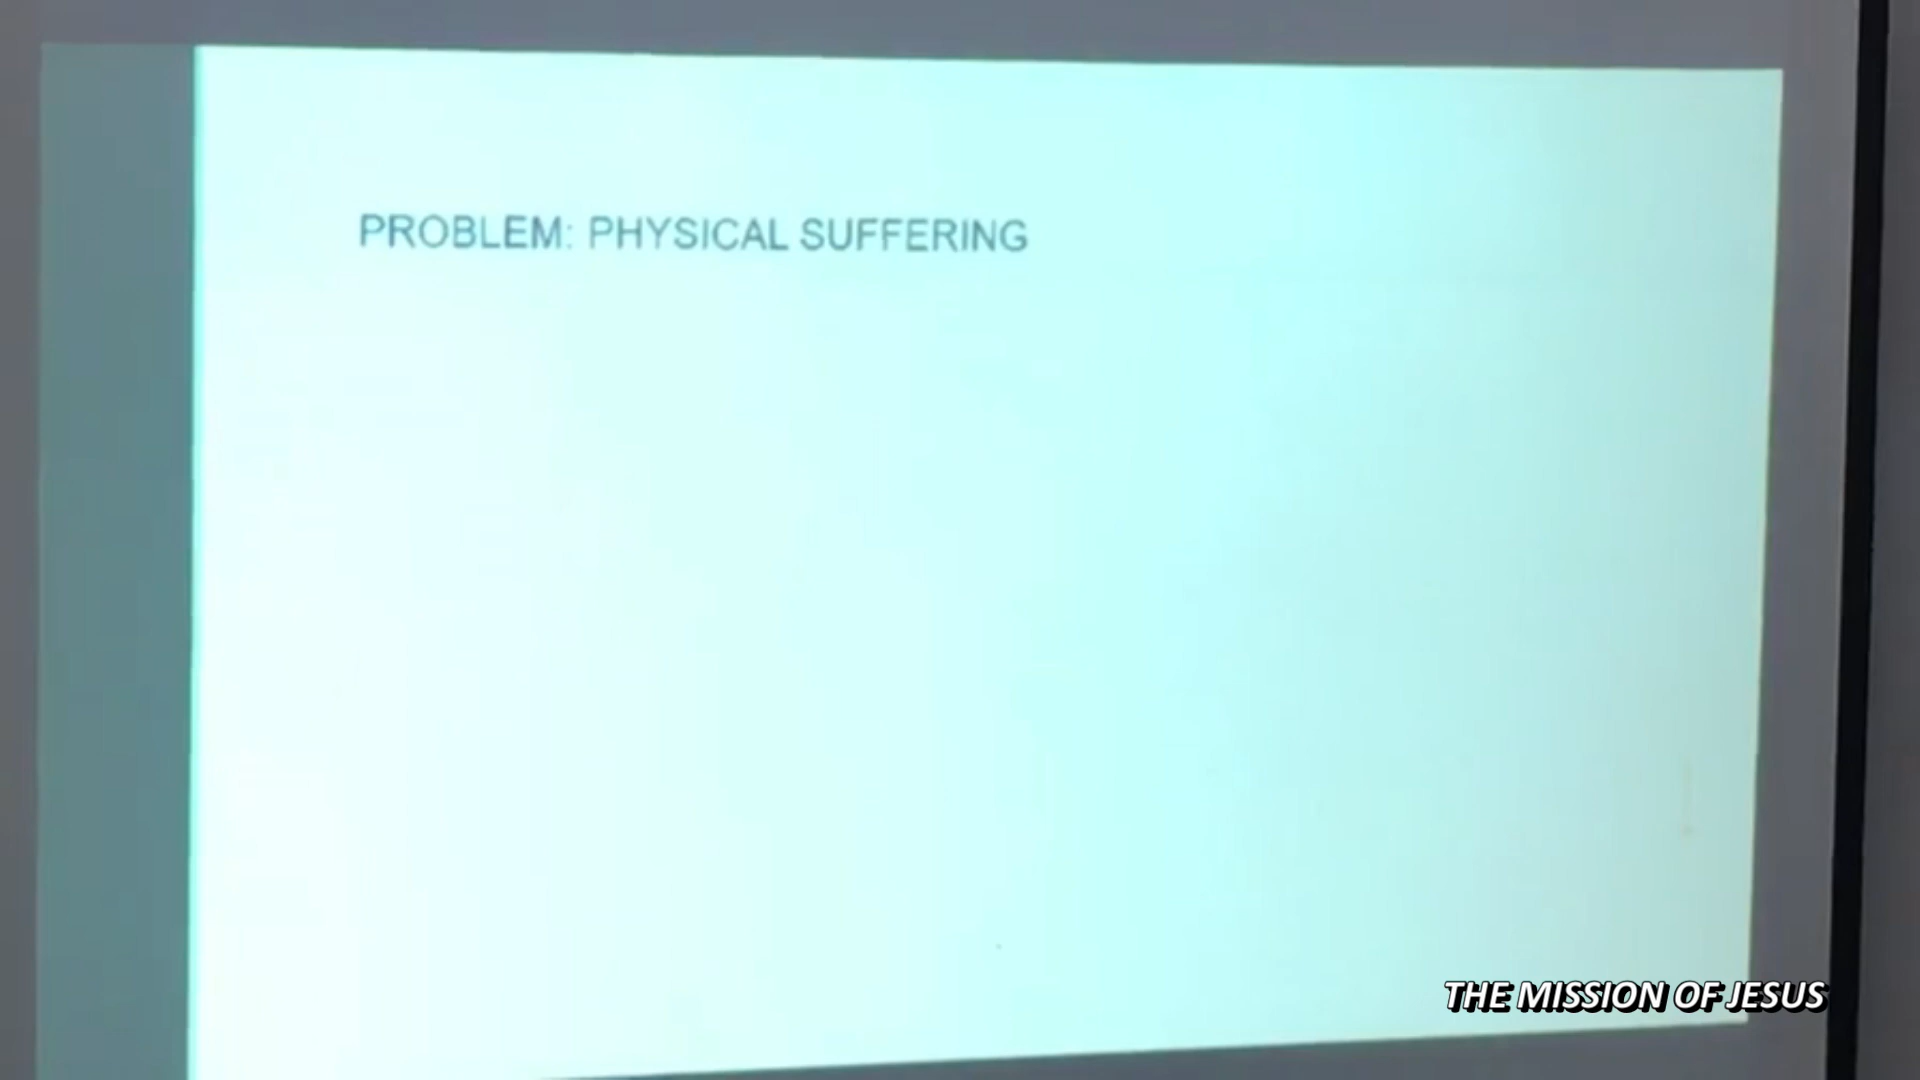 PROBLEM: PHYSICAL SUFFERING
THE MISSION OF JESUS